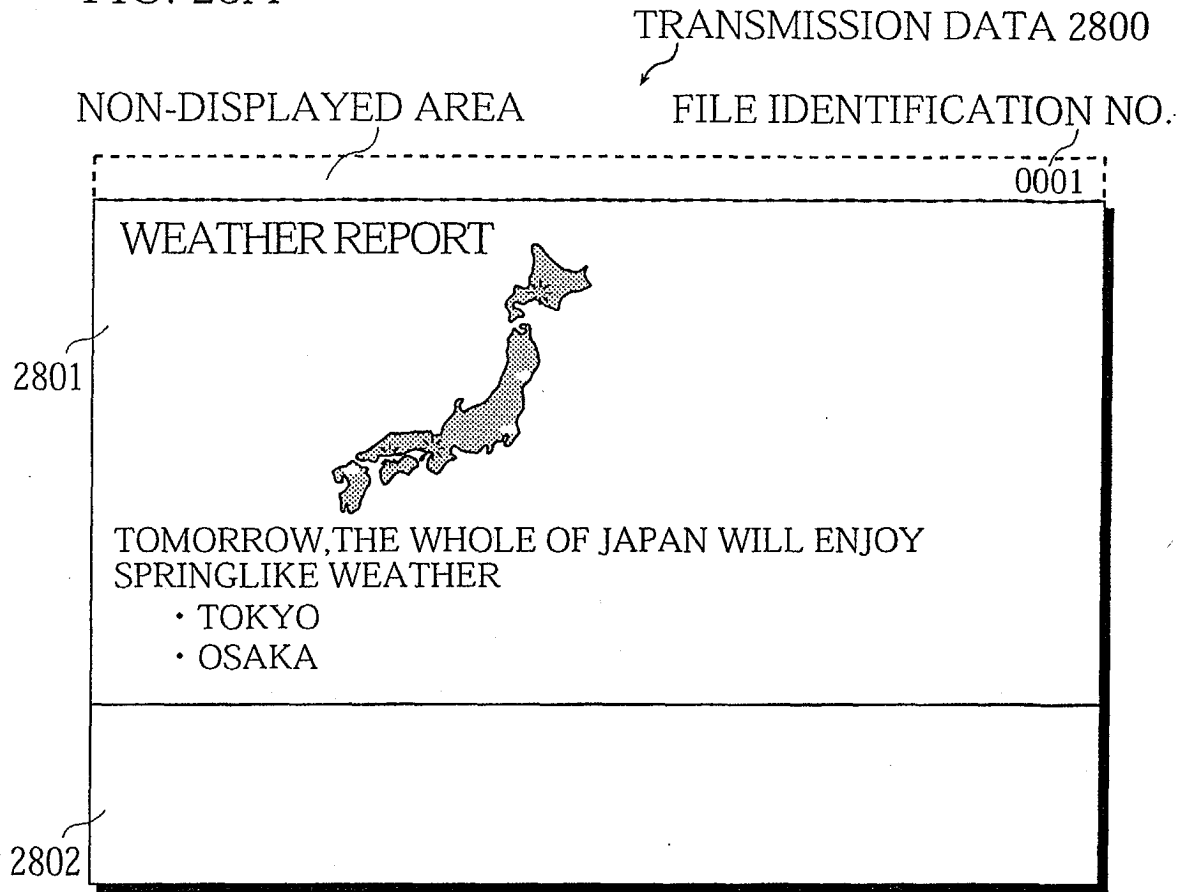 TRANSMISSION DATA 2800
NON-DISPLAYED AREA
FILE IDENTIFICATION NO.
0001
WEATHER REPORT
2801
TOMORROW,THE WHOLE OF JAPAN WILL ENJOY
SPRINGLIKE WEATHER
・TOKYO
・OSAKA
2802